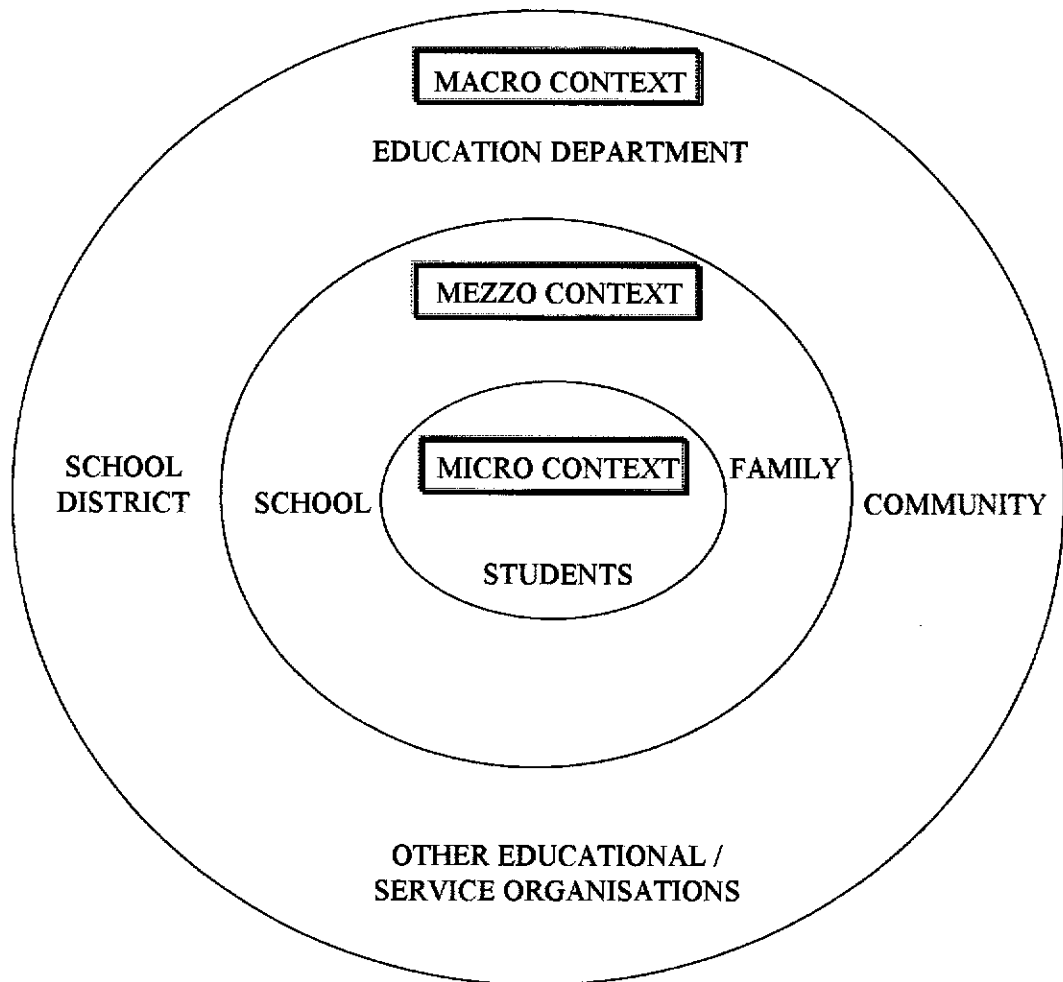 MACRO CONTEXT
EDUCATION DEPARTMENT
MEZZO CONTEXT
MICRO CONTEXT
SCHOOL
DISTRICT
SCHOOL
FAMILY
COMMUNITY
STUDENTS
OTHER EDUCATIONAL /
SERVICE ORGANISATIONS